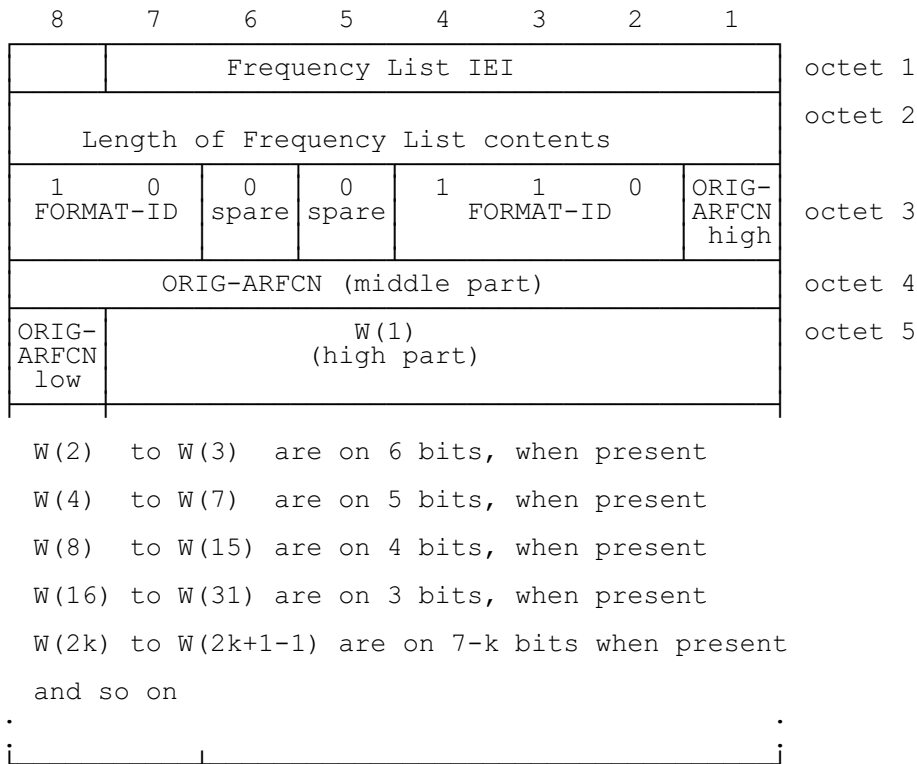 8 7 6 5 4 3 2 1
Frequency List IEI octet 1
octet 2
Length of Frequency List contents
1 0 0 0 1 1 0 ORIG-
FORMAT-ID spare spare FORMAT-ID ARFCN octet 3
high
ORIG-ARFCN (middle part) octet 4
ORIG- W(1) octet 5
ARFCN (high part)
low
W(2) to W(3) are on 6 bits, when present
W(4) to W(7) are on 5 bits, when present
W(8) to W(15) are on 4 bits, when present
W(16) to W(31) are on 3 bits, when present
W(2k) to W(2k+1-1) are on 7-k bits when present
and so on